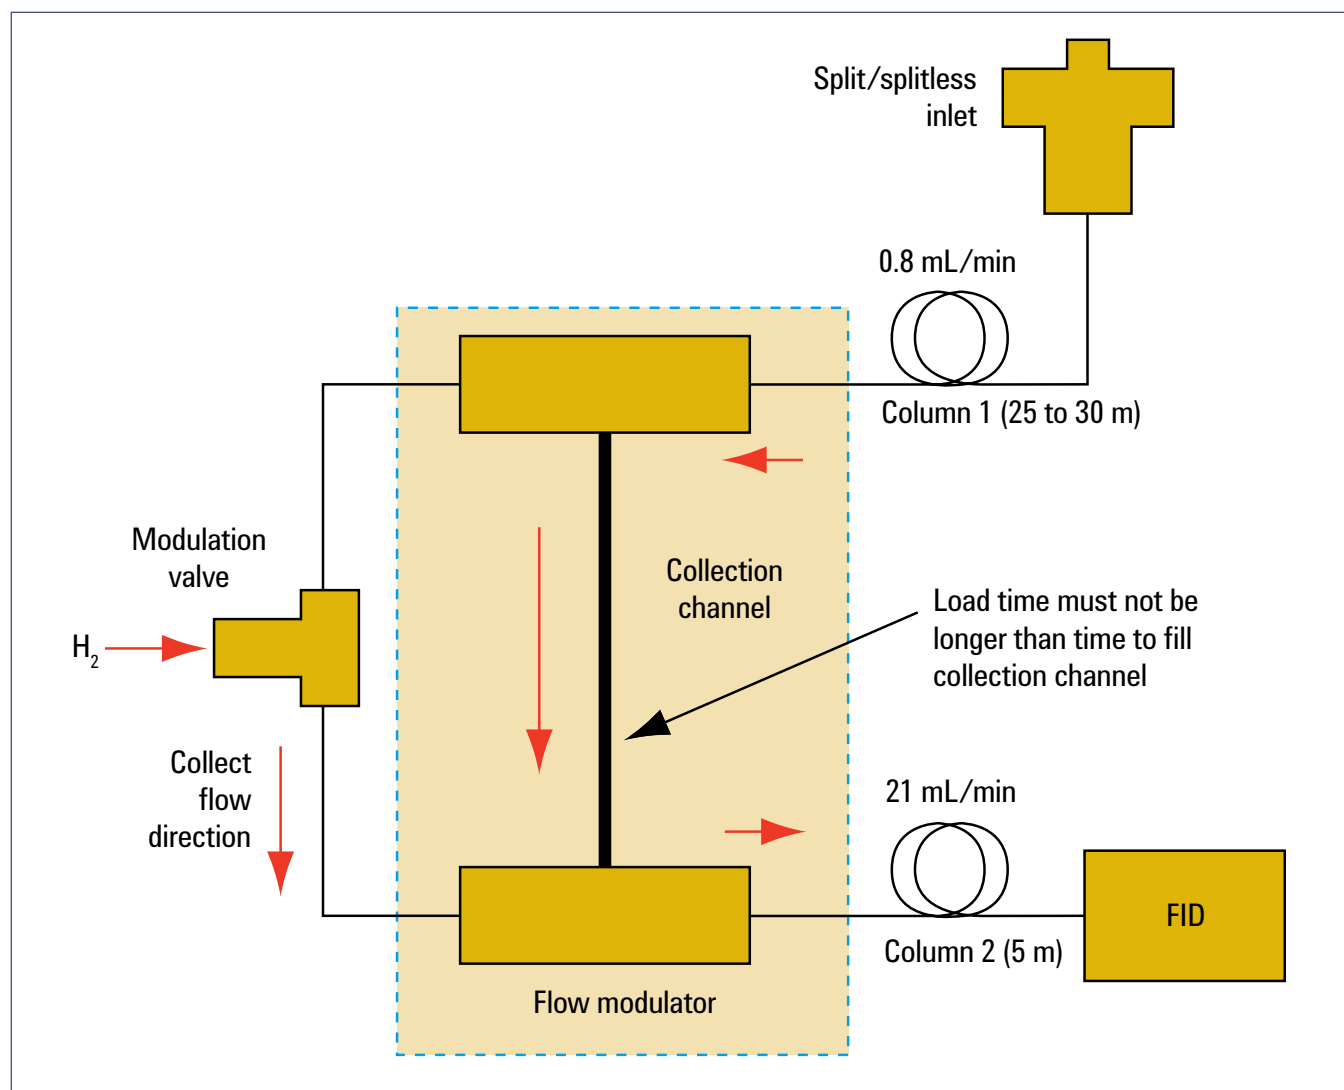 Split/splitless
inlet
0.8 mL/min
Column 1 (25 to 30 m)
Modulation
valve
H₂
Collection
channel
Load time must not be
longer than time to fill
collection channel
Collect
flow
direction
21 mL/min
FID
Column 2 (5 m)
Flow modulator